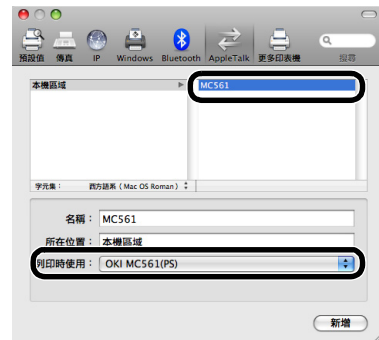 預設值 傳真 IP Windows Bluetooth AppleTalk 更多印表機 搜尋
本機區域 MC561
字元集： 西方語系（Mac OS Roman）
名稱： MC561
所在位置： 本機區域
列印時使用： OKI MC561(PS)
新增